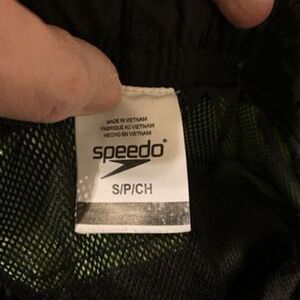 MADE IN VIETNAM
FABRIQUÉ AU VIETNAM
HECHO EN VIETNAM
speedo
S/P/CH